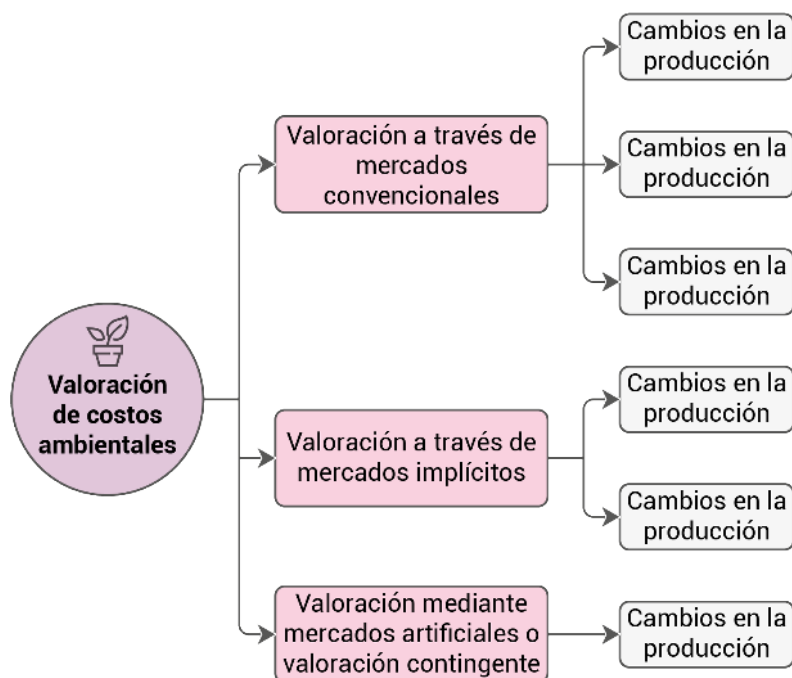 Valoración
de costos
ambientales
Valoración a través de
mercados
convencionales
Cambios en la
producción
Cambios en la
producción
Cambios en la
producción
Valoración a través de
mercados implícitos
Cambios en la
producción
Cambios en la
producción
Valoración mediante
mercados artificiales o
valoración contingente
Cambios en la
producción